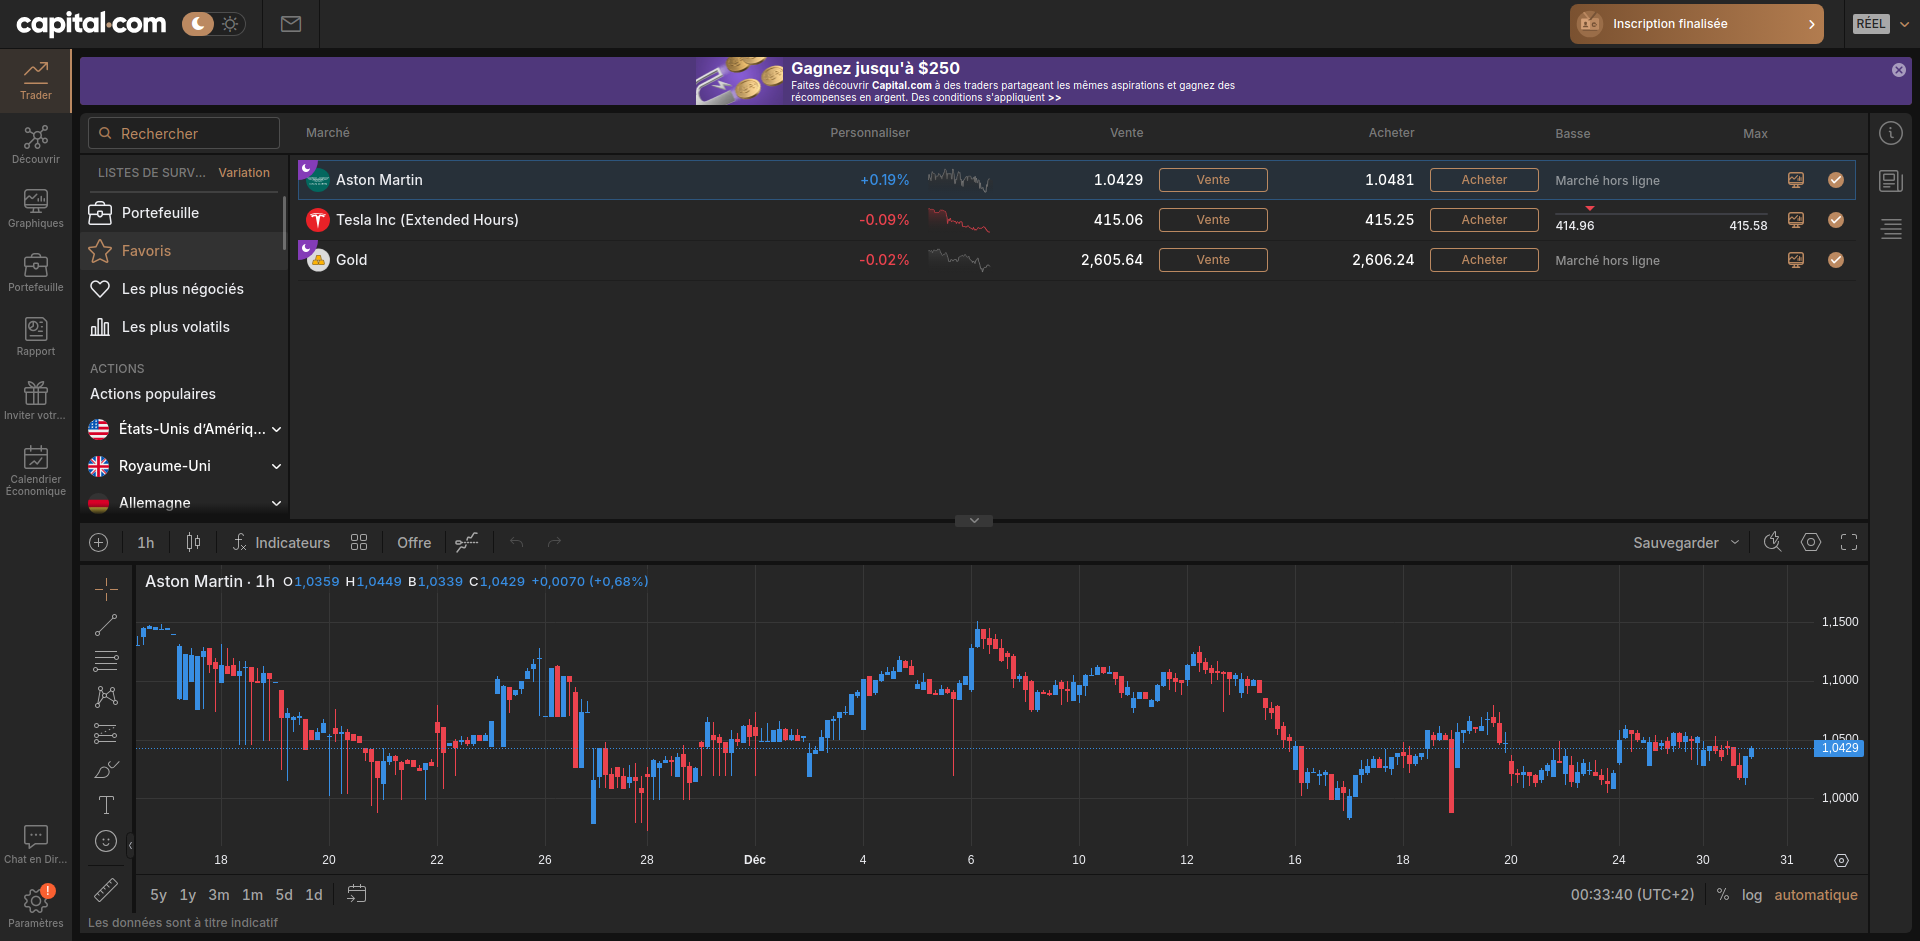 capital.com
Inscription finalisée
RÉEL
Trader
Découvrir
Graphiques
Portefeuille
Rapport
Inviter votr...
Calendrier
Économique
Chat en Dir...
!
Paramètres
Gagnez jusqu'à $250
Faites découvrir Capital.com à des traders partageant les mêmes aspirations et gagnez des
récompenses en argent. Des conditions s'appliquent >>
Rechercher
Marché Personnaliser Vente Acheter Basse Max
LISTES DE SURV... Variation
Portefeuille
Favoris
Les plus négociés
Les plus volatils
ACTIONS
Actions populaires
États-Unis d'Amériq...
Royaume-Uni
Allemagne
Aston Martin +0.19% 1.0429 Vente 1.0481 Acheter Marché hors ligne
Tesla Inc (Extended Hours) -0.09% 415.06 Vente 415.25 Acheter 414.96 415.58
Gold -0.02% 2,605.64 Vente 2,606.24 Acheter Marché hors ligne
1h Indicateurs Offre Sauvegarder
Aston Martin · 1h O1,0359 H1,0449 B1,0339 C1,0429 +0,0070 (+0,68%)
1,1500
1,1000
1,0500
1,0429
1,0000
18 20 22 26 28 Déc 4 6 10 12 16 18 20 24 30 31
5y 1y 3m 1m 5d 1d 00:33:40 (UTC+2) % log automatique
Les données sont à titre indicatif